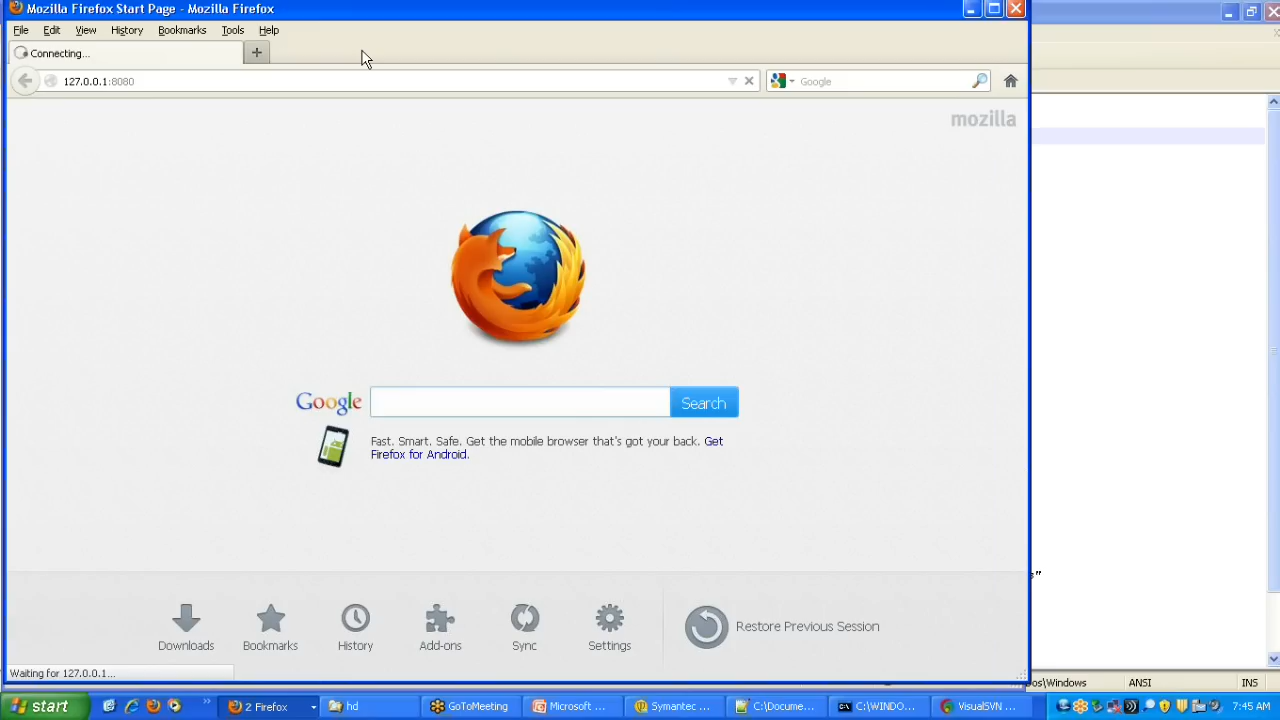 Mozilla Firefox Start Page - Mozilla Firefox
File Edit View History Bookmarks Tools Help
Connecting...
127.0.0.1:8080
Google
mozilla
Google
Search
Fast. Smart. Safe. Get the mobile browser that's got your back. Get
Firefox for Android.
Downloads
Bookmarks
History
Add-ons
Sync
Settings
Restore Previous Session
Waiting for 127.0.0.1...
Dos\Windows ANSI INS
start
2 Firefox
hd
GoToMeeting
Microsoft ...
Symantec ...
C:\Docume...
C:\WINDO...
VisualSVN ...
7:45 AM